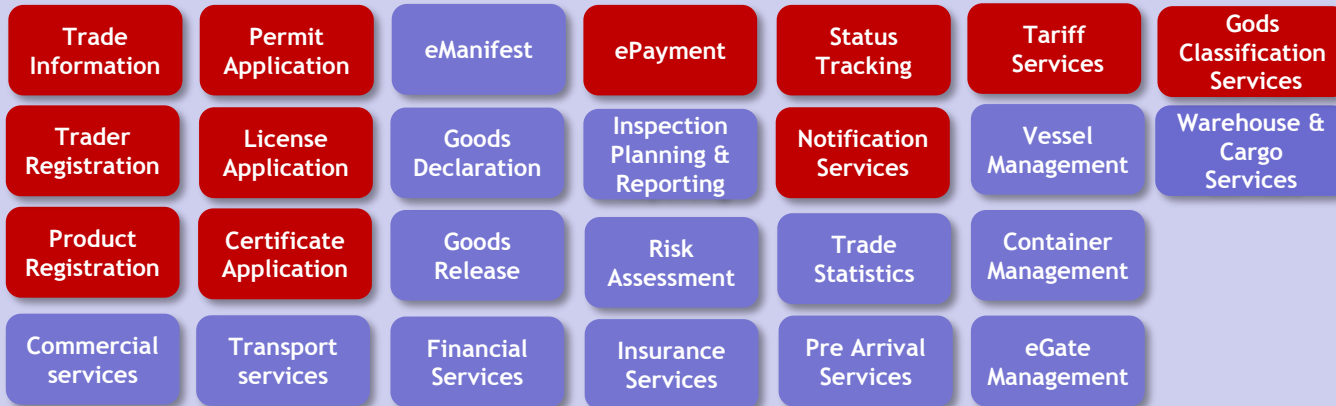 Trade
Information
Permit
Application
eManifest
ePayment
Status
Tracking
Tariff
Services
Gods
Classification
Services
Trader
Registration
License
Application
Goods
Declaration
Inspection
Planning &
Reporting
Notification
Services
Vessel
Management
Warehouse &
Cargo
Services
Product
Registration
Certificate
Application
Goods
Release
Risk
Assessment
Trade
Statistics
Container
Management
Commercial
services
Transport
services
Financial
Services
Insurance
Services
Pre Arrival
Services
eGate
Management